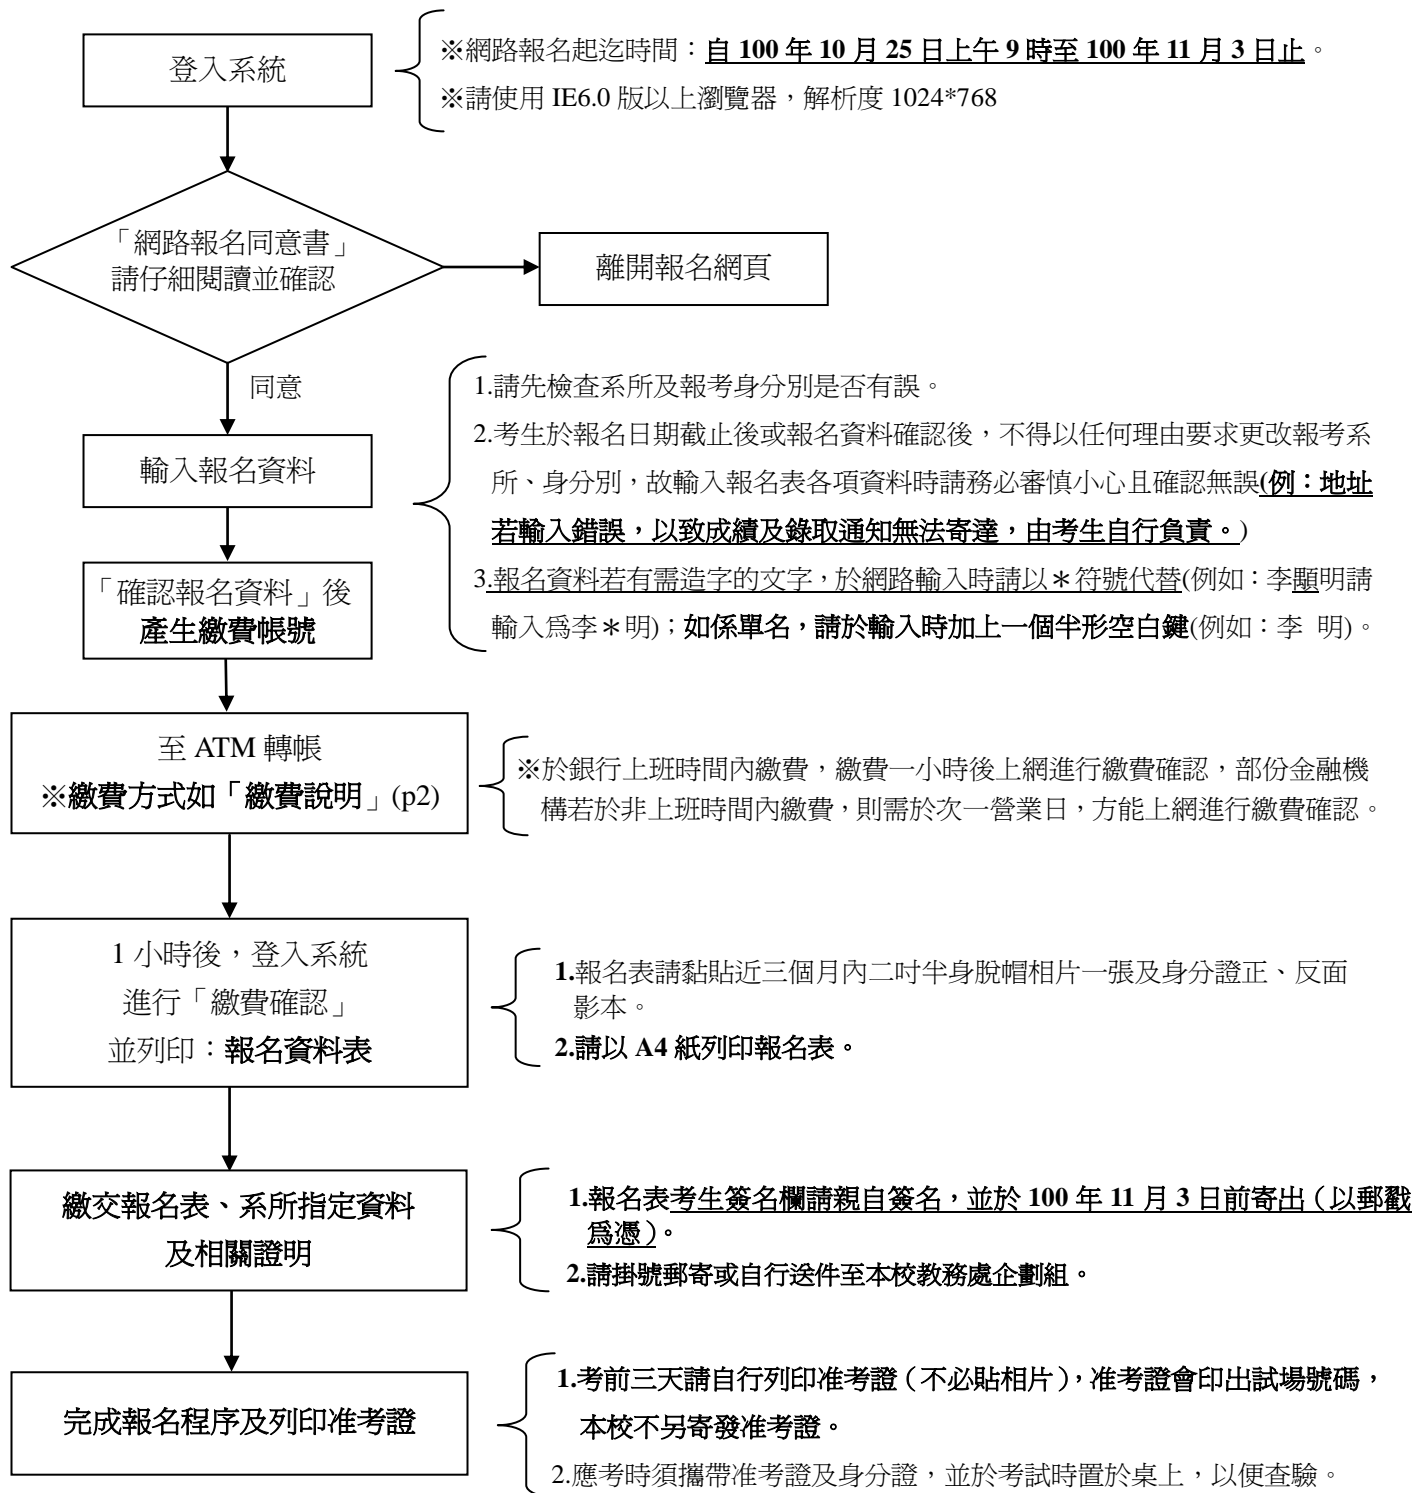 登入系統
※網路報名起迄時間：自 100 年 10 月 25 日上午 9 時至 100 年 11 月 3 日止。
※請使用 IE6.0 版以上瀏覽器，解析度 1024*768
「網路報名同意書」
請仔細閱讀並確認
離開報名網頁
同意
輸入報名資料
1.請先檢查系所及報考身分別是否有誤。
2.考生於報名日期截止後或報名資料確認後，不得以任何理由要求更改報考系
所、身分別，故輸入報名表各項資料時請務必審慎小心且確認無誤(例：地址
若輸入錯誤，以致成績及錄取通知無法寄達，由考生自行負責。)
3.報名資料若有需造字的文字，於網路輸入時請以＊符號代替(例如：李顯明請
輸入為李＊明)；如係單名，請於輸入時加上一個半形空白鍵(例如：李 明)。
「確認報名資料」後
產生繳費帳號
至 ATM 轉帳
※繳費方式如「繳費說明」(p2)
※於銀行上班時間內繳費，繳費一小時後上網進行繳費確認，部份金融機
構若於非上班時間內繳費，則需於次一營業日，方能上網進行繳費確認。
1 小時後，登入系統
進行「繳費確認」
並列印：報名資料表
1.報名表請黏貼近三個月內二吋半身脫帽相片一張及身分證正、反面
影本。
2.請以 A4 紙列印報名表。
繳交報名表、系所指定資料
及相關證明
1.報名表考生簽名欄請親自簽名，並於 100 年 11 月 3 日前寄出（以郵戳
為憑）。
2.請掛號郵寄或自行送件至本校教務處企劃組。
完成報名程序及列印准考證
1.考前三天請自行列印准考證（不必貼相片），准考證會印出試場號碼，
本校不另寄發准考證。
2.應考時須攜帶准考證及身分證，並於考試時置於桌上，以便查驗。